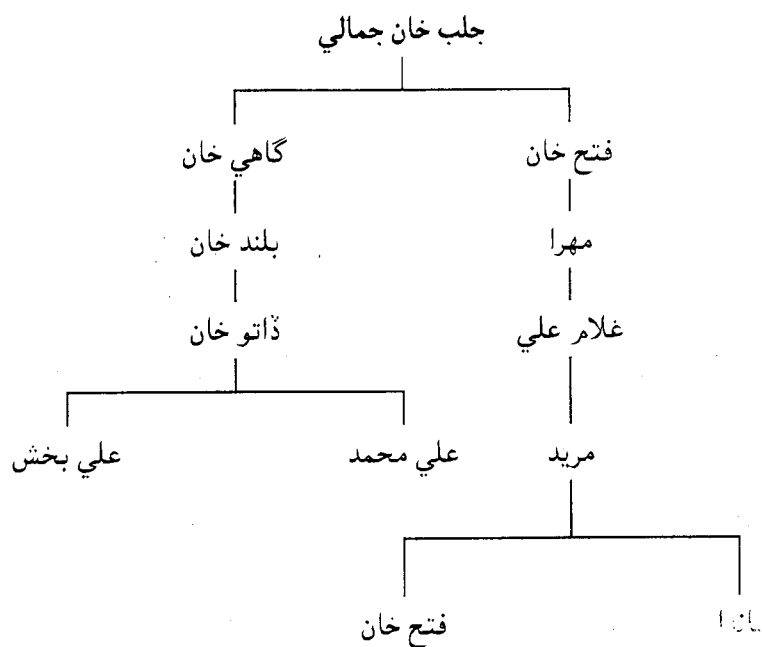 جلب خان جمالي
فتح خان گاهي خان
مهرا بلند خان
غلام علي ڏاتو خان
مريد علي محمد علي بخش
فتح خان